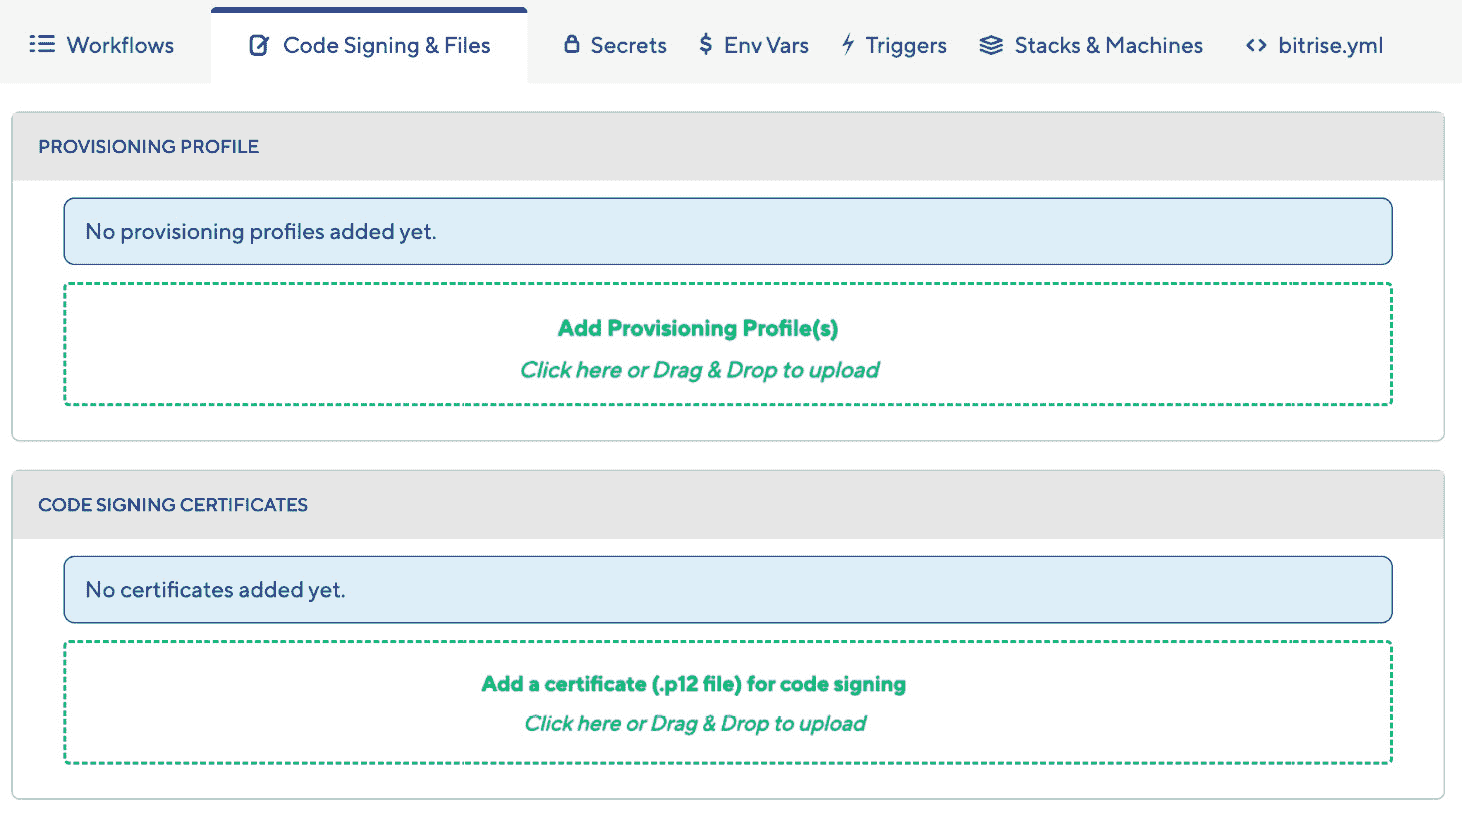 Workflows Code Signing & Files Secrets $ Env Vars Triggers Stacks & Machines <> bitrise.yml
PROVISIONING PROFILE
No provisioning profiles added yet.
Add Provisioning Profile(s)
Click here or Drag & Drop to upload
CODE SIGNING CERTIFICATES
No certificates added yet.
Add a certificate (.p12 file) for code signing
Click here or Drag & Drop to upload